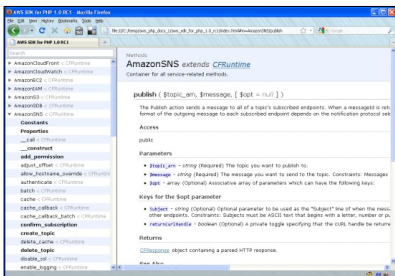 AWS SDK for PHP 1.0 RC1 - Mozilla Firefox
File Edit View History Bookmarks Tools Help
AWS SDK for PHP 1.0 RC1
Search
AmazonCloudFront < CFRuntime
AmazonCloudWatch < CFRuntime
AmazonEC2 < CFRuntime
AmazonS3 < CFRuntime
AmazonSDB < CFRuntime
AmazonSNS < CFRuntime
Constants
Properties
__call < CFRuntime
__construct
add_permission
adjust_offset < CFRuntime
allow_hostname_override < CFRuntime
authenticate < CFRuntime
batch < CFRuntime
cache < CFRuntime
cache_callback < CFRuntime
cache_callback_batch < CFRuntime
confirm_subscription
create_topic
delete_cache < CFRuntime
delete_topic
disable_ssl < CFRuntime
enable_logging < CFRuntime
Methods
AmazonSNS extends CFRuntime
Container for all service-related methods.
publish ( $topic_arn, $message, [ $opt = null ] )
The Publish action sends a message to all of a topic's subscribed endpoints. When a messageId is retu
format of the outgoing message to each subscribed endpoint depends on the notification protocol sel
Access
public
Parameters
$topic_arn - string (Required) The topic you want to publish to.
$message - string (Required) The message you want to send to the topic. Constraints: Messages
$opt - array (Optional) Associative array of parameters which can have the following keys:
Keys for the $opt parameter
Subject - string (Optional) Optional parameter to be used as the "Subject" line of when the messa
other endpoints. Constraints: Subjects must be ASCII text that begins with a letter, number or pu
returnCurlHandle - boolean (Optional) A private toggle specifying that the cURL handle be return
Returns
CFResponse object containing a parsed HTTP response.
See Also